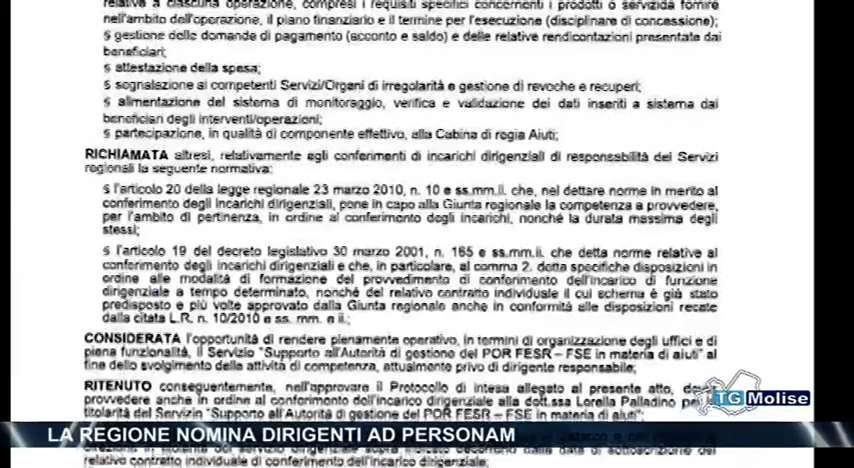 relative a ciascuna operazione, compresi i requisiti specifici concernenti i prodotti o servizi da fornire
nell'ambito dell'operazione, il piano finanziario e il termine per l'esecuzione (disciplinare di concessione);
§ gestione delle domande di pagamento (acconto e saldo) e delle relative rendicontazioni presentate dai
beneficiari;
§ attestazione della spesa;
§ segnalazione ai competenti Servizi/Organi di irregolarità e gestione di revoche e recuperi;
§ alimentazione del sistema di monitoraggio, verifica e validazione dei dati inseriti a sistema dai
beneficiari degli interventi/operazioni;
§ partecipazione, in qualità di componente effettivo, alla Cabina di regia Aiuti;
RICHIAMATA altresì, relativamente agli conferimenti di incarichi dirigenziali di responsabilità dei Servizi
regionali la seguente normativa:
§ l'articolo 20 della legge regionale 23 marzo 2010, n. 10 e ss.mm.ii. che, nel dettare norme in merito al
conferimento degli incarichi dirigenziali, pone in capo alla Giunta regionale la competenza a provvedere,
per l'ambito di pertinenza, in ordine al conferimento degli incarichi, nonché la durata massima degli
stessi;
§ l'articolo 19 del decreto legislativo 30 marzo 2001, n. 165 e ss.mm.ii. che detta norme relative al
conferimento degli incarichi dirigenziali e che, in particolare, al comma 2. detta specifiche disposizioni in
ordine alle modalità di formazione del provvedimento di conferimento dell'incarico di funzione
dirigenziale a tempo determinato, nonché del relativo contratto individuale il cui schema è già stato
predisposto e più volte approvato dalla Giunta regionale anche in conformità alle disposizioni recate
dalla citata L.R. n. 10/2010 e ss. mm. e ii.;
CONSIDERATA l'opportunità di rendere pienamente operativo, in termini di organizzazione degli uffici e di
piena funzionalità, il Servizio "Supporto all'Autorità di gestione del POR FESR – FSE in materia di aiuti" al
fine dello svolgimento delle attività di competenza, attualmente privo di dirigente responsabile;
RITENUTO conseguentemente, nell'approvare il Protocollo di intesa allegato al presente atto,
provvedere anche in ordine al conferimento dell'incarico dirigenziale alla dott.ssa Lorella Palladino per
titolarità del Servizio "Supporto all'Autorità di gestione del POR FESR – FSE in materia di aiuti";
TG Molise
LA REGIONE NOMINA DIRIGENTI AD PERSONAM
relativo contratto individuale di conferimento dell'incarico dirigenziale;